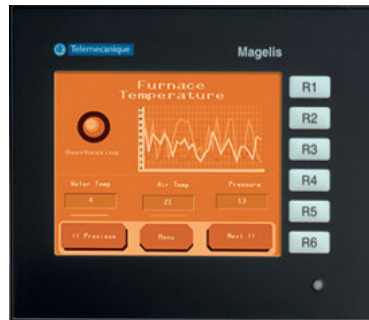 Telemecanique
Magelis
Furnace
Temperature
Overheating
Water Temp
Air Temp
Pressure
4
21
13
<< Previous
Menu
Next >>
R1
R2
R3
R4
R5
R6